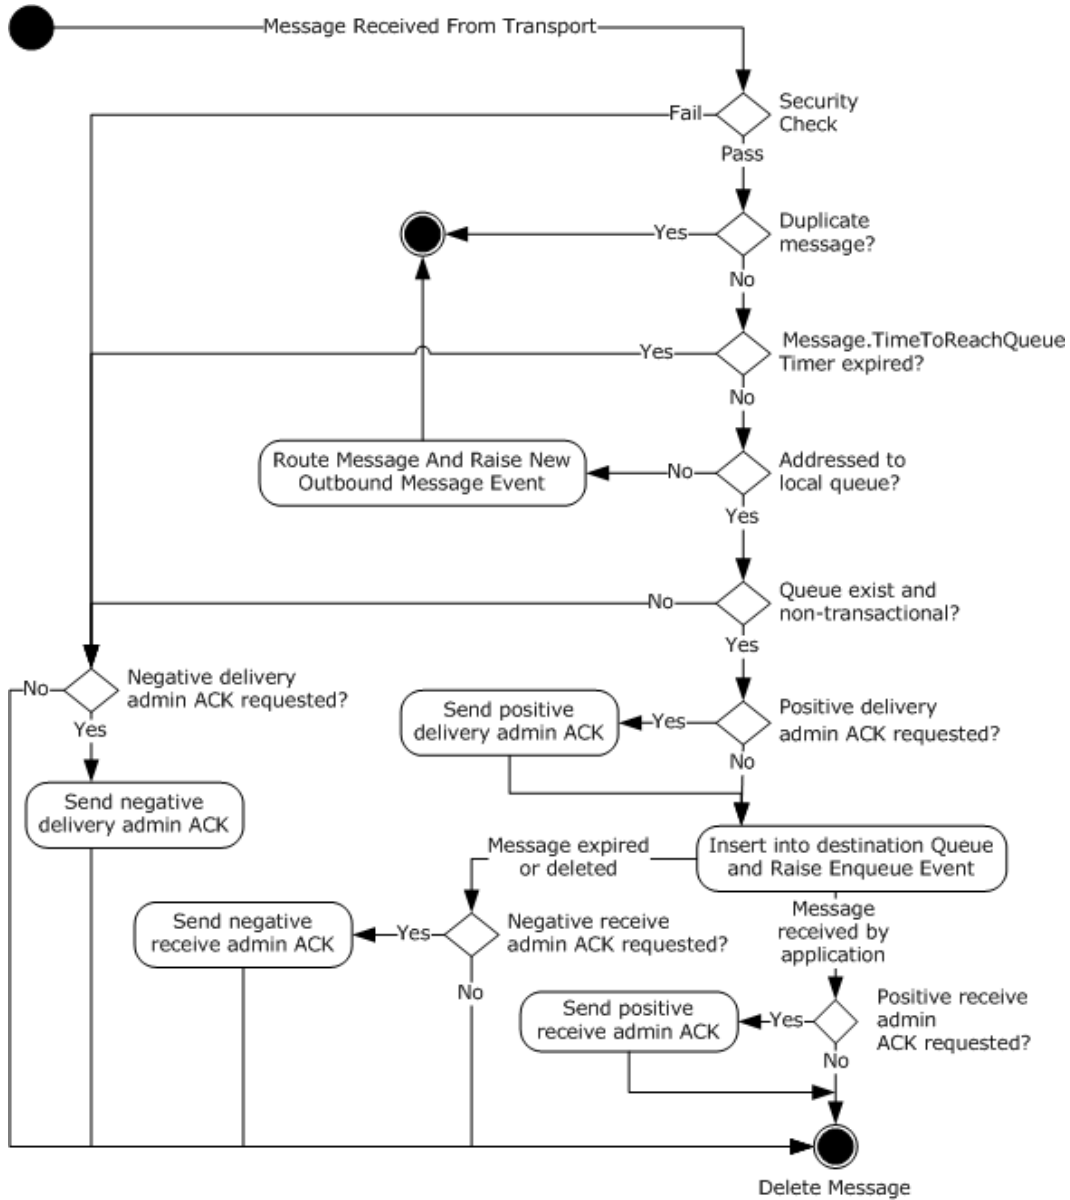 Message Received From Transport
Security
Check
Fail
Pass
Duplicate
message?
Yes
No
Message.TimeToReachQueue
Timer expired?
Yes
No
Route Message And Raise New
Outbound Message Event
No
Addressed to
local queue?
Yes
Queue exist and
non-transactional?
No
Yes
Negative delivery
admin ACK requested?
No
Yes
Send positive
delivery admin ACK
Yes
Positive delivery
admin ACK requested?
No
Send negative
delivery admin ACK
Message expired
or deleted
Insert into destination Queue
and Raise Enqueue Event
Send negative
receive admin ACK
Yes
Negative receive
admin ACK requested?
No
Message
received by
application
Send positive
receive admin ACK
Yes
Positive receive
admin
ACK requested?
No
Delete Message